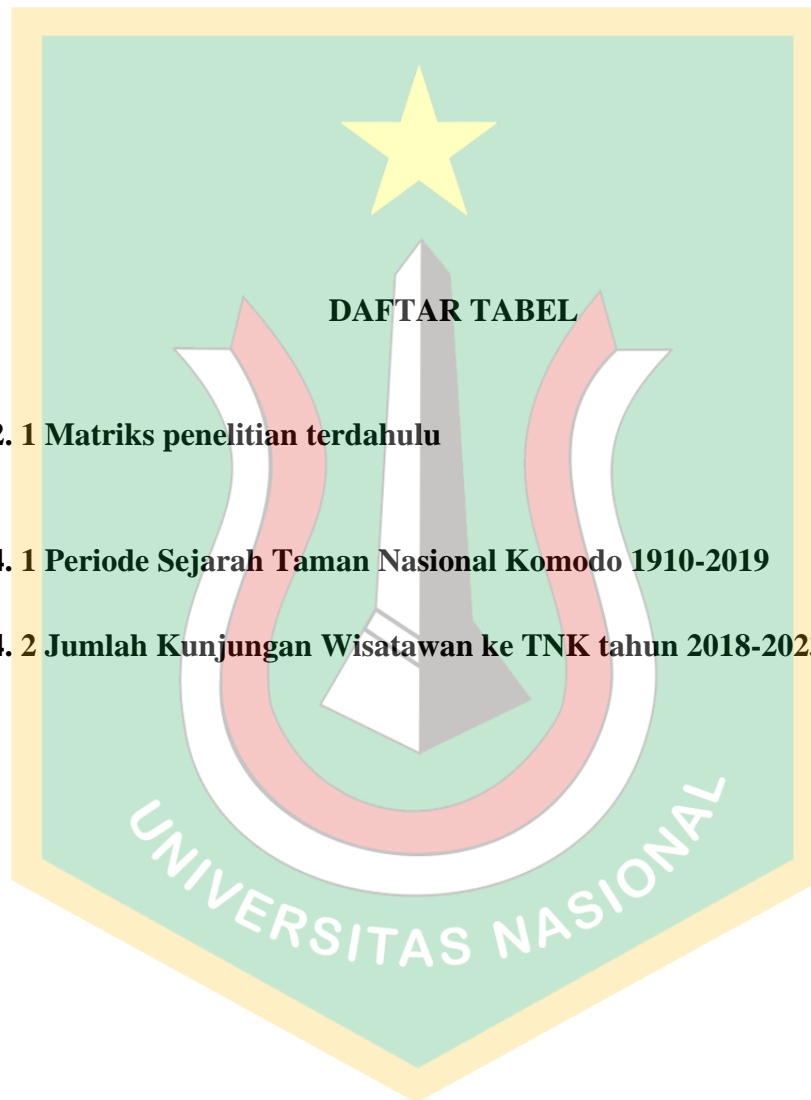 DAFTAR TABEL
2. 1 Matriks penelitian terdahulu
4. 1 Periode Sejarah Taman Nasional Komodo 1910-2019
4. 2 Jumlah Kunjungan Wisatawan ke TNK tahun 2018-202
UNIVERSITAS NASIONAL